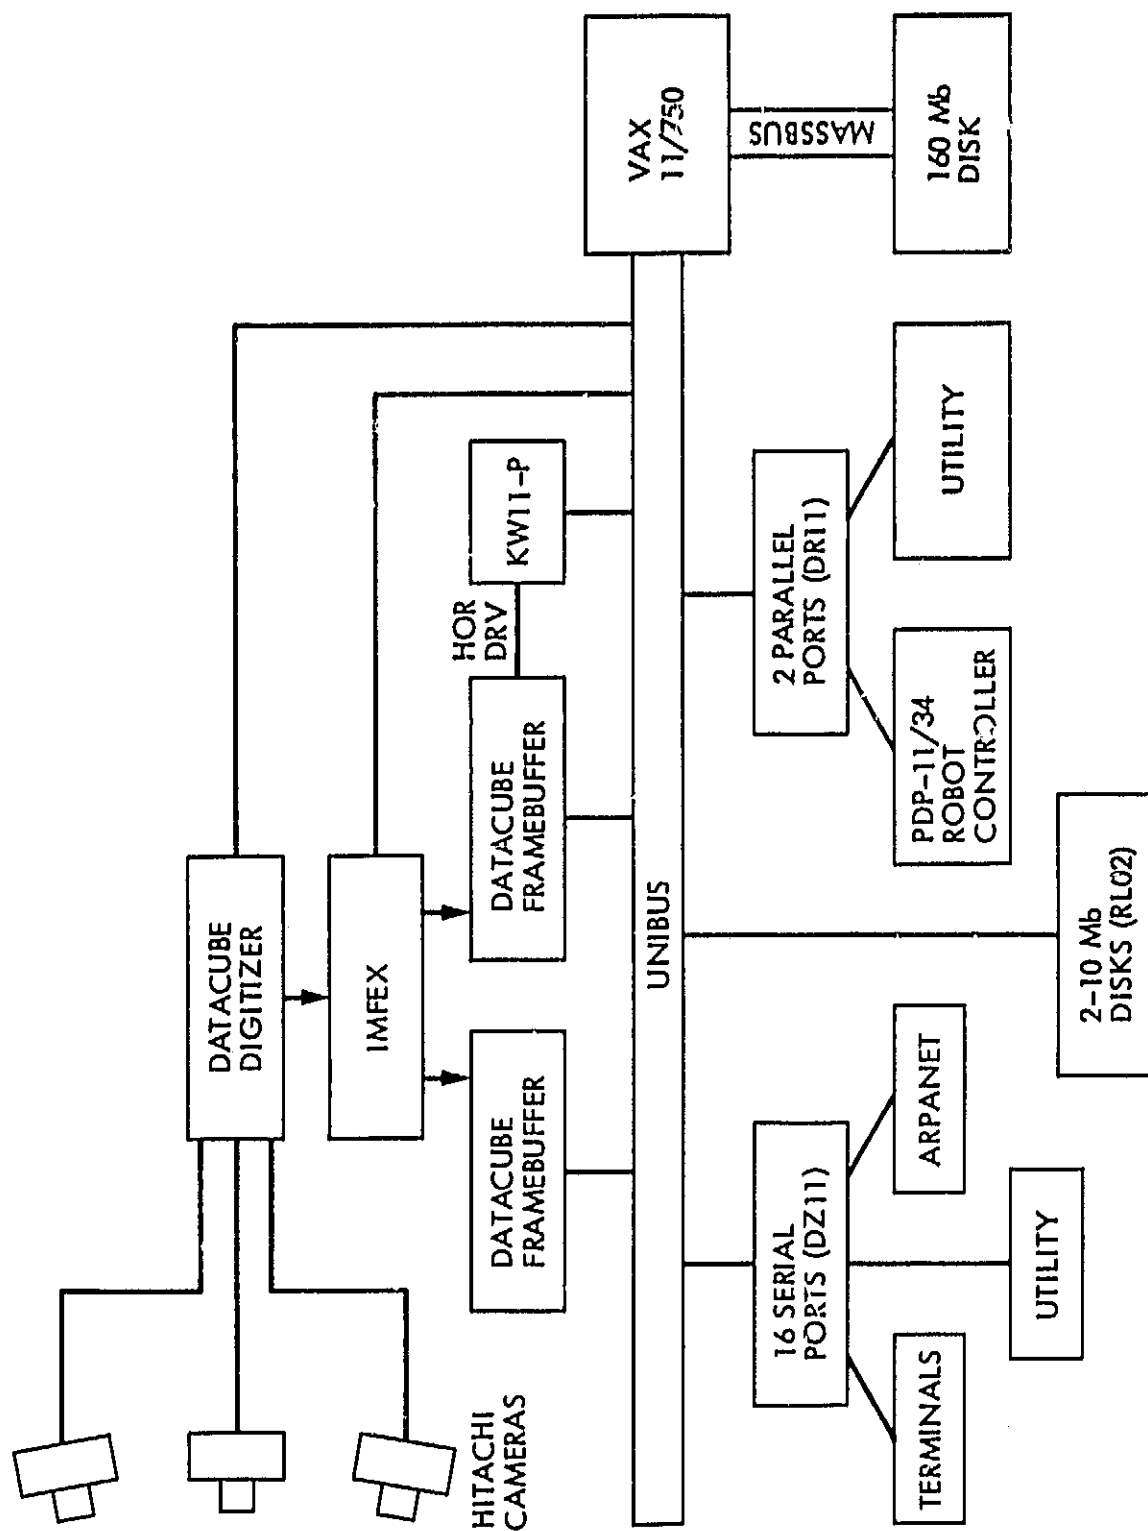 HITACHI
CAMERAS
DATACUBE
DIGITIZER
IMFEX
DATACUBE
FRAMEBUFFER
DATACUBE
FRAMEBUFFER
HOR
DRV
KW11-P
UNIBUS
VAX
11/750
MASSBUS
160 Mb
DISK
16 SERIAL
PORTS (DZ11)
TERMINALS
UTILITY
ARPANET
2-10 Mb
DISKS (RL02)
2 PARALLEL
PORTS (DR11)
PDP-11/34
ROBOT
CONTROLLER
UTILITY